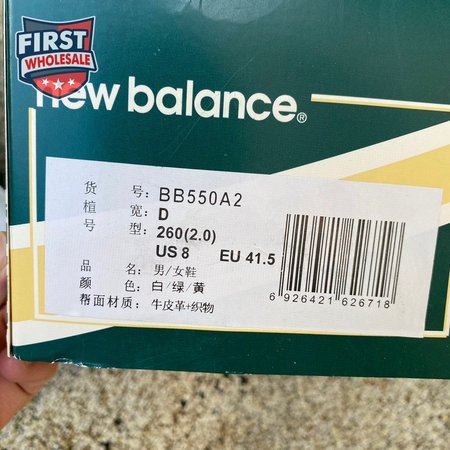 FIRST
WHOLESALE
new balance®
货 号: BB550A2
楦 宽: D
号 型: 260(2.0)
US 8 EU 41.5
品 名: 男/女鞋
颜 色: 白/绿/黄
帮面材质: 牛皮革+织物
6 926421 626718